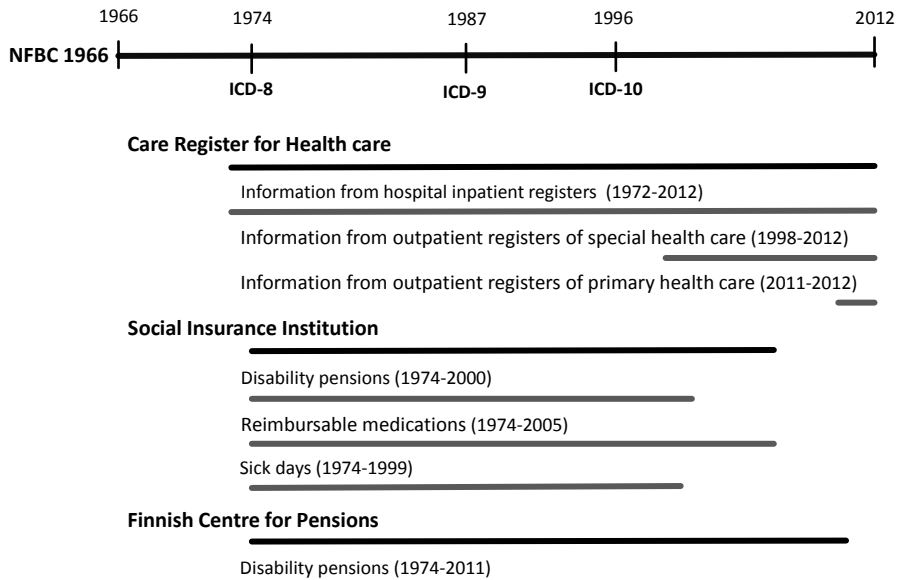 1966 1974 1987 1996 2012
NFBC 1966
ICD-8 ICD-9 ICD-10
Care Register for Health care
Information from hospital inpatient registers (1972-2012)
Information from outpatient registers of special health care (1998-2012)
Information from outpatient registers of primary health care (2011-2012)
Social Insurance Institution
Disability pensions (1974-2000)
Reimbursable medications (1974-2005)
Sick days (1974-1999)
Finnish Centre for Pensions
Disability pensions (1974-2011)